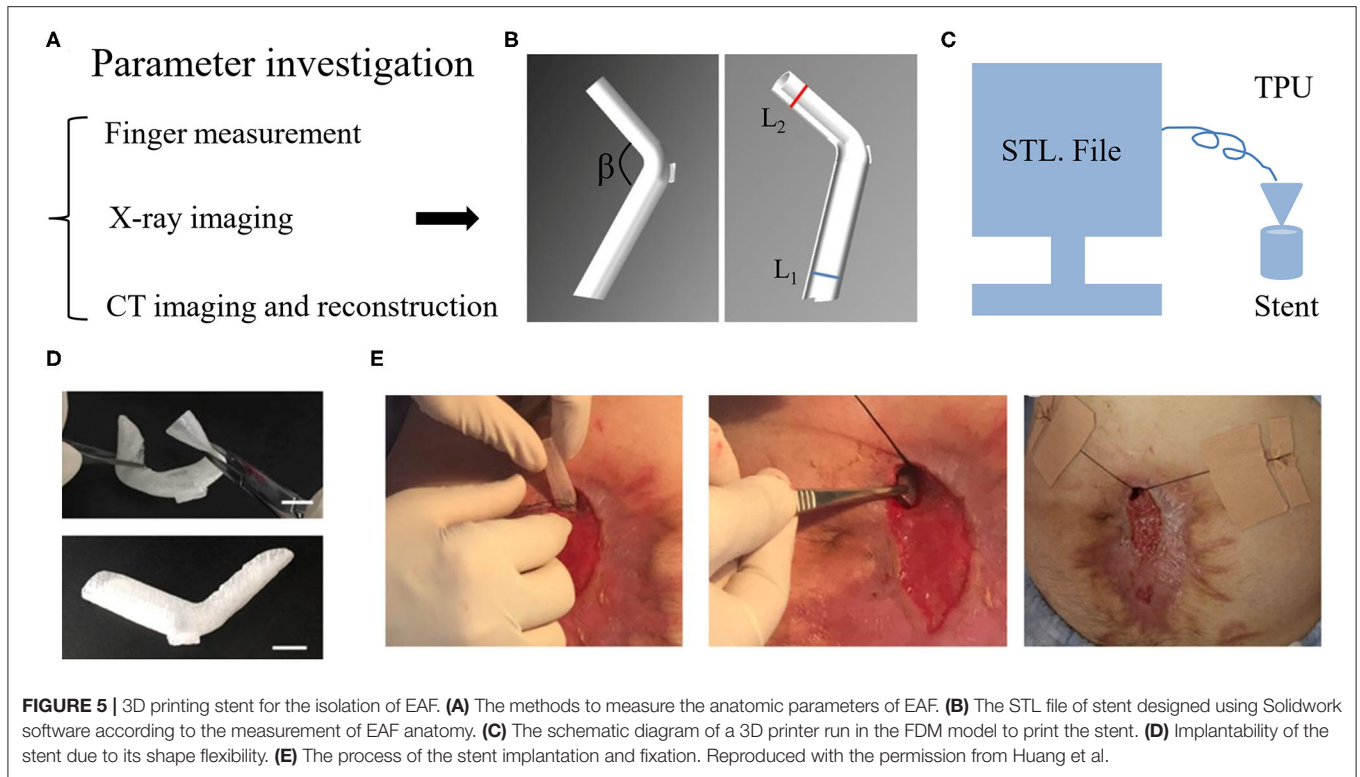 A
Parameter investigation
Finger measurement
X-ray imaging
CT imaging and reconstruction
B
β
L2
L1
C
STL. File
TPU
Stent
D
E
FIGURE 5 | 3D printing stent for the isolation of EAF. (A) The methods to measure the anatomic parameters of EAF. (B) The STL file of stent designed using Solidwork
software according to the measurement of EAF anatomy. (C) The schematic diagram of a 3D printer run in the FDM model to print the stent. (D) Implantability of the
stent due to its shape flexibility. (E) The process of the stent implantation and fixation. Reproduced with the permission from Huang et al.